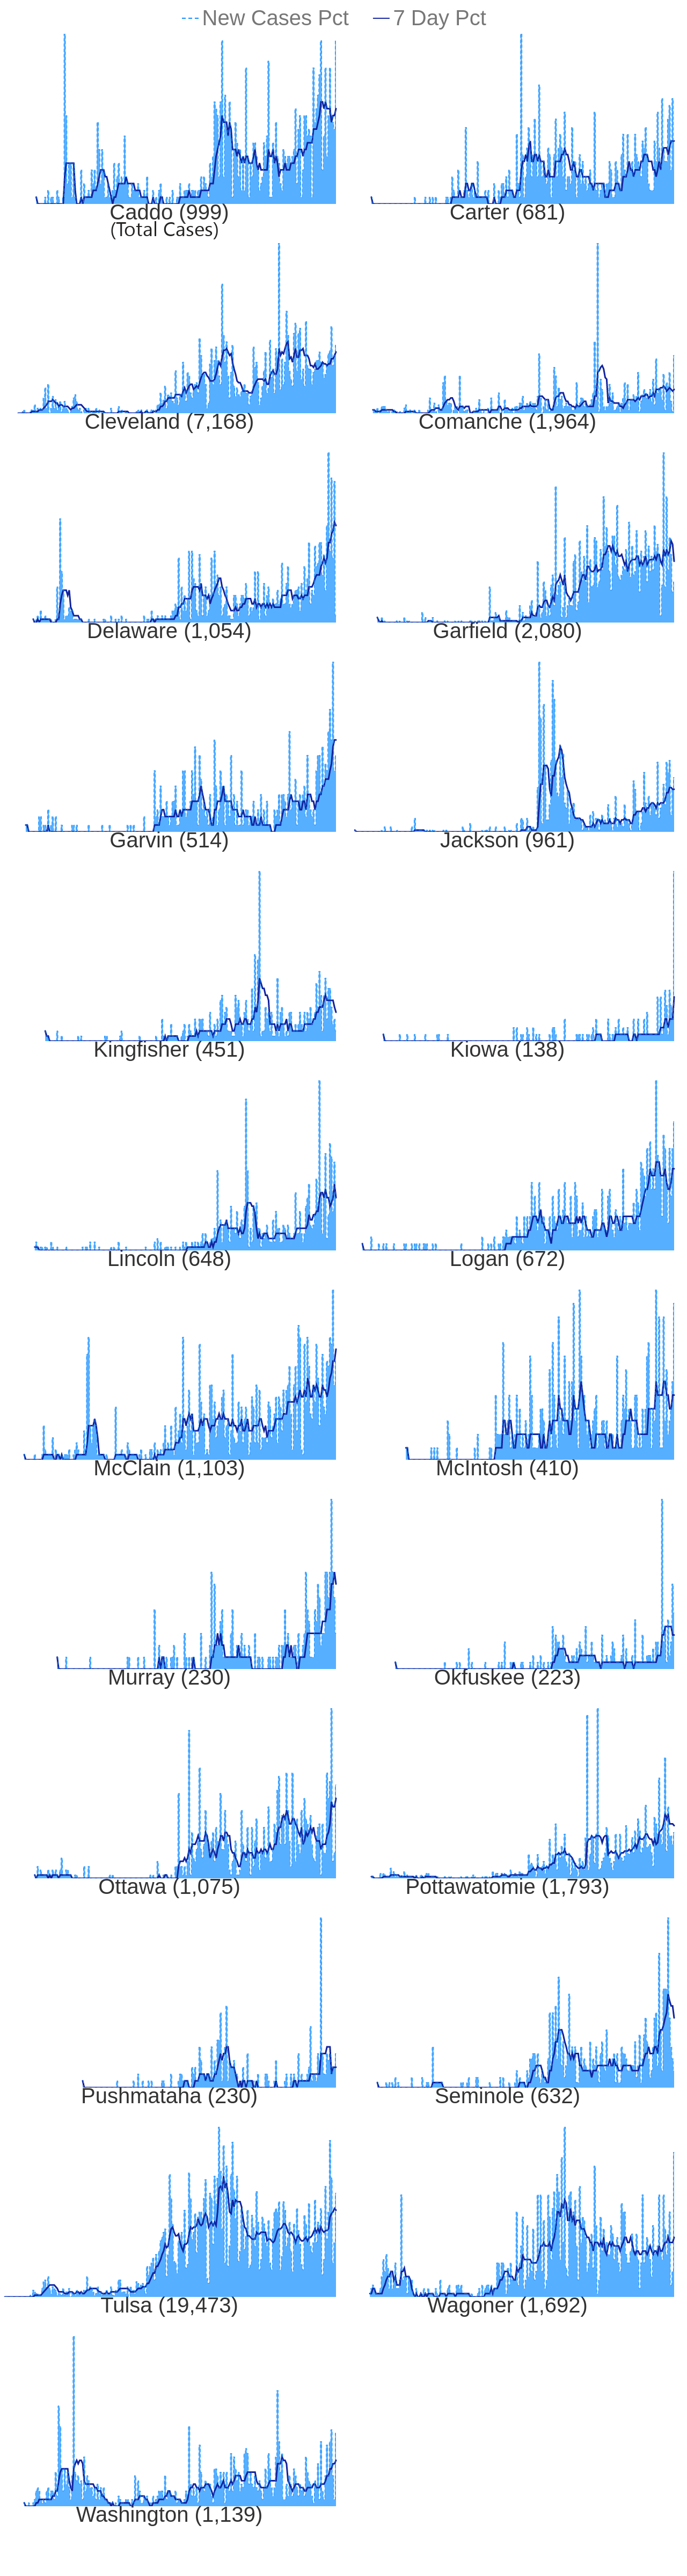 New Cases Pct 7 Day Pct
Caddo (999) Carter (681)
(Total Cases)
Cleveland (7,168) Comanche (1,964)
Delaware (1,054) Garfield (2,080)
Garvin (514) Jackson (961)
Kingfisher (451) Kiowa (138)
Lincoln (648) Logan (672)
McClain (1,103) McIntosh (410)
Murray (230) Okfuskee (223)
Ottawa (1,075) Pottawatomie (1,793)
Pushmataha (230) Seminole (632)
Tulsa (19,473) Wagoner (1,692)
Washington (1,139)